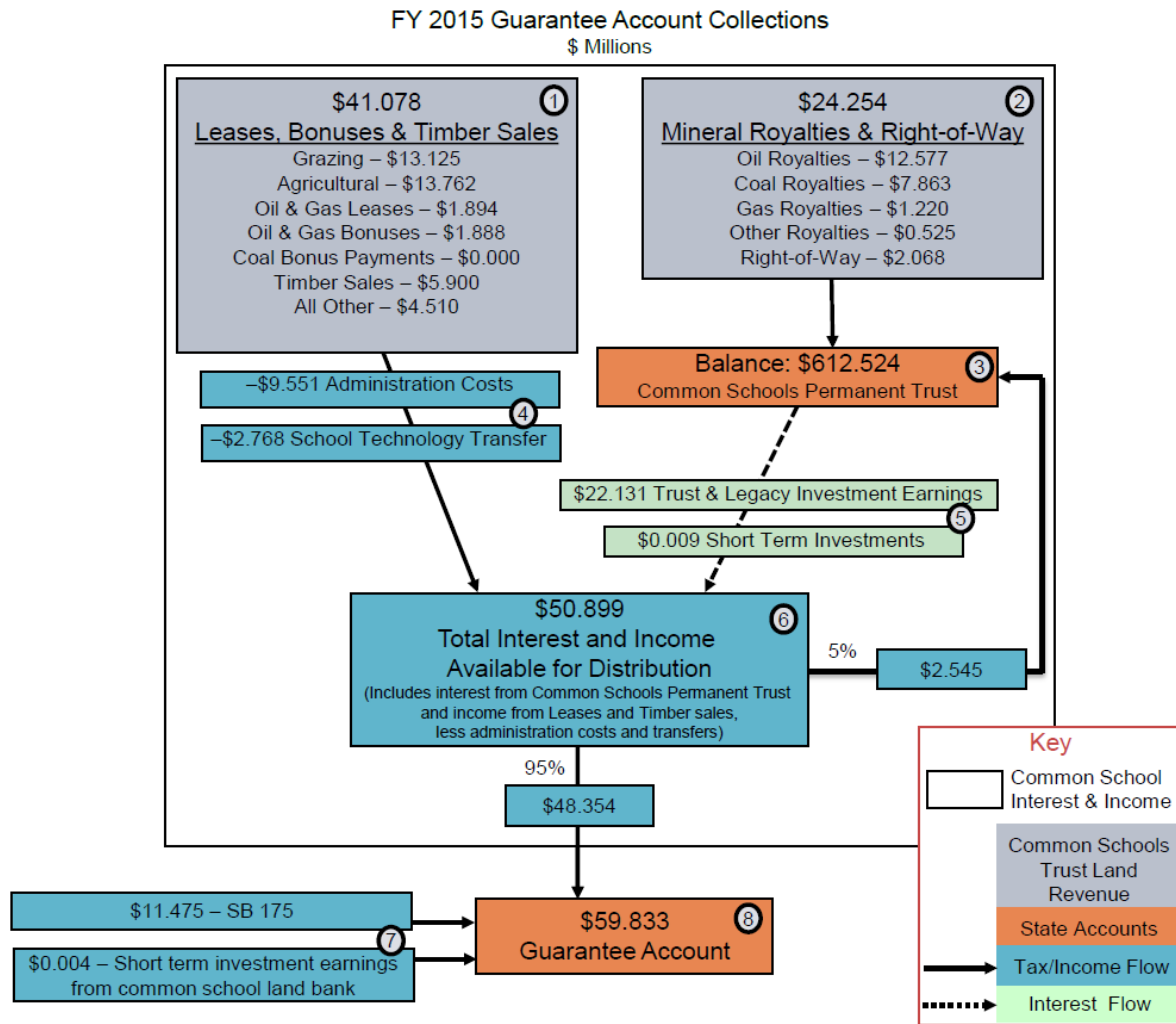 FY 2015 Guarantee Account Collections
$ Millions
$41.078
1
Leases, Bonuses & Timber Sales
Grazing – $13.125
Agricultural – $13.762
Oil & Gas Leases – $1.894
Oil & Gas Bonuses – $1.888
Coal Bonus Payments – $0.000
Timber Sales – $5.900
All Other – $4.510
$24.254
2
Mineral Royalties & Right-of-Way
Oil Royalties – $12.577
Coal Royalties – $7.863
Gas Royalties – $1.220
Other Royalties – $0.525
Right-of-Way – $2.068
Balance: $612.524
3
Common Schools Permanent Trust
–$9.551 Administration Costs
4
–$2.768 School Technology Transfer
$22.131 Trust & Legacy Investment Earnings
5
$0.009 Short Term Investments
$50.899
6
Total Interest and Income
Available for Distribution
(Includes interest from Common Schools Permanent Trust
and income from Leases and Timber sales,
less administration costs and transfers)
5%
$2.545
95%
$48.354
$11.475 – SB 175
7
$0.004 – Short term investment earnings
from common school land bank
$59.833
8
Guarantee Account
Key
Common School
Interest & Income
Common Schools
Trust Land
Revenue
State Accounts
Tax/Income Flow
Interest Flow